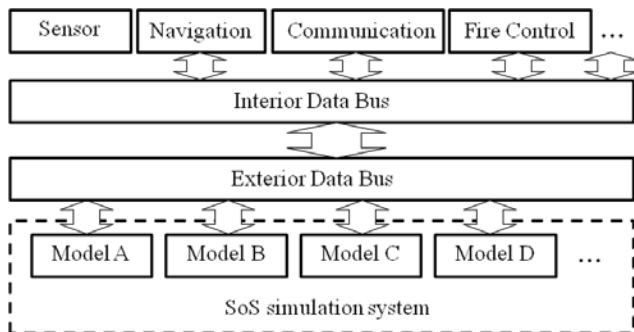 Sensor Navigation Communication Fire Control ...
Interior Data Bus
Exterior Data Bus
Model A Model B Model C Model D ...
SoS simulation system